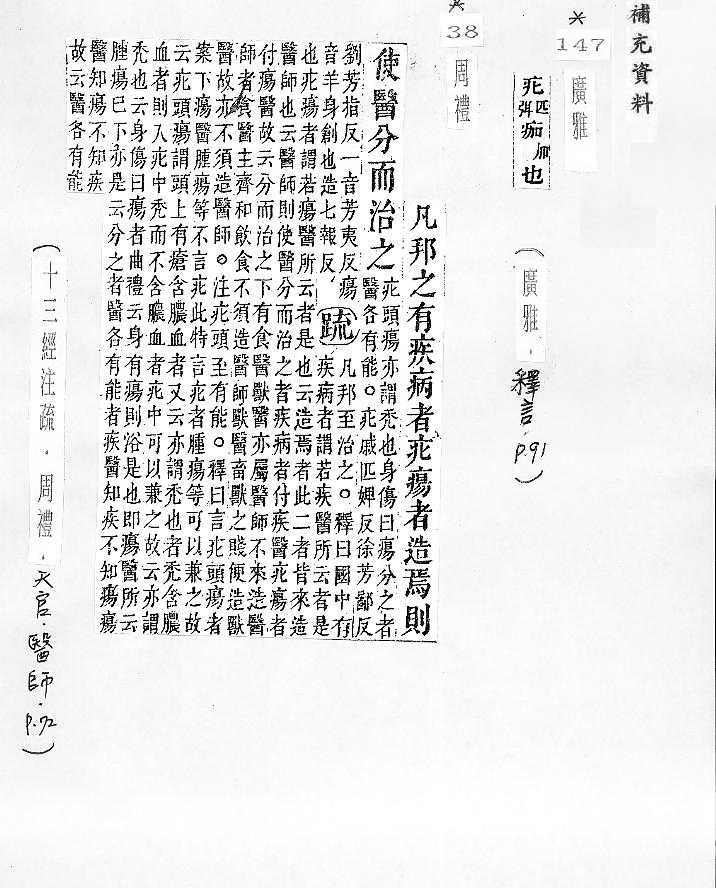 補充資料
＊
147
廣雅
疕匹弭痂加也
（廣雅．釋言．p.91）
＊
38
周禮
凡邦之有疾病者疕瘍者造焉則
使醫分而治之
疕頭瘍亦謂禿也身傷曰瘍分之者
醫各有能。疕戚匹婢反徐芳鄙反
劉芳指反一音芳夷反瘍
音羊身創也造七報反
疏
凡邦至治之。釋曰國中有
疾病者謂若疾醫所云者是
也疕瘍者謂若瘍醫所云者是也云造焉者此二者皆來造
醫師也云醫師則使醫分而治之者疾病者付疾醫疕瘍者
付瘍醫故云分而治之下有食醫獸醫亦屬醫師不來造醫
師者食醫主齊和飲食不須造醫師獸醫畜獸之賤便造獸
醫故亦不須造醫師。注疕頭至有能。釋曰言疕頭瘍者
案下瘍醫腫瘍等不言疕此特言疕者腫瘍等可以兼之故
云疕頭瘍謂頭上有瘡含膿血者又云亦謂禿也者禿含膿
血者則入疕中禿而不含膿血者疕中可以兼之故云亦謂
禿也云身傷曰瘍者曲禮云身有瘍則浴是也即瘍醫所云
腫瘍已下亦是云分之者醫各有能者疾醫知疾不知瘍瘍
醫知瘍不知疾
故云醫各有能
（十三經注疏．周禮．天官．醫師．p.92）